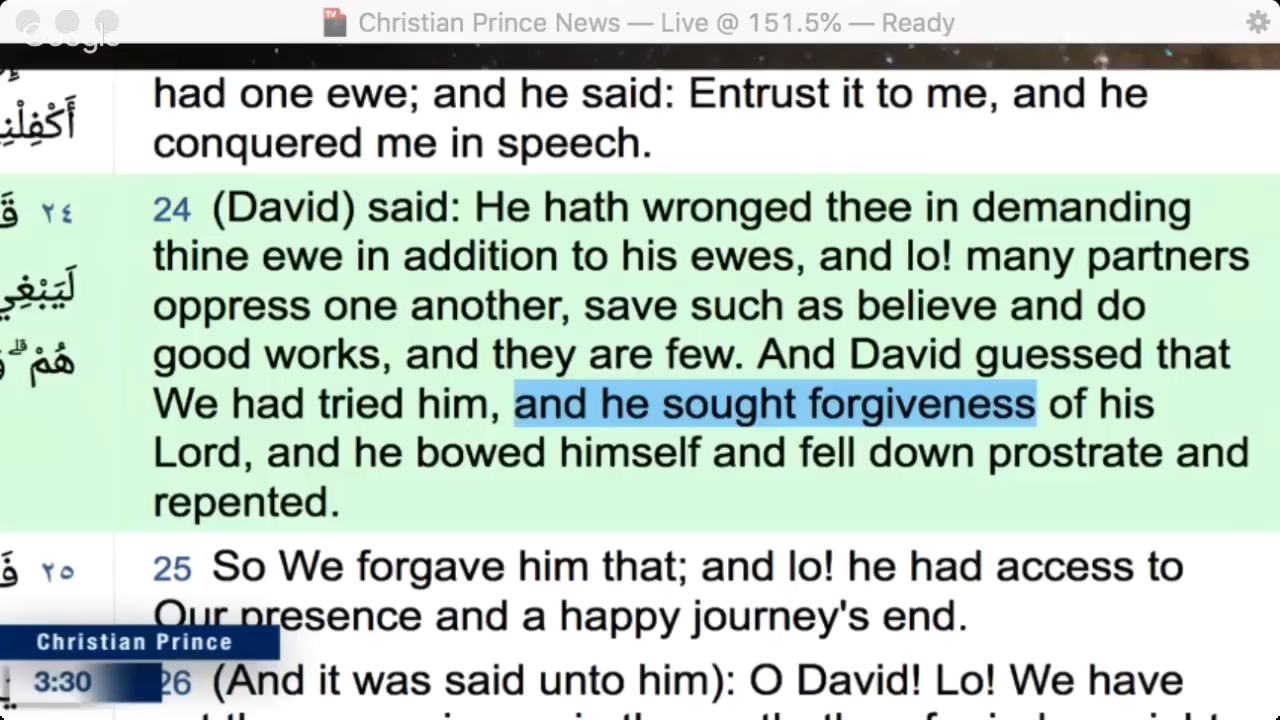 Christian Prince News — Live @ 151.5% — Ready
Google
had one ewe; and he said: Entrust it to me, and he
conquered me in speech.
24 (David) said: He hath wronged thee in demanding
٢٤
thine ewe in addition to his ewes, and lo! many partners
oppress one another, save such as believe and do
good works, and they are few. And David guessed that
هُمْ ۗ
We had tried him, and he sought forgiveness of his
Lord, and he bowed himself and fell down prostrate and
repented.
25 So We forgave him that; and lo! he had access to
٢٥
Our presence and a happy journey's end.
Christian Prince
3:30
26 (And it was said unto him): O David! Lo! We have